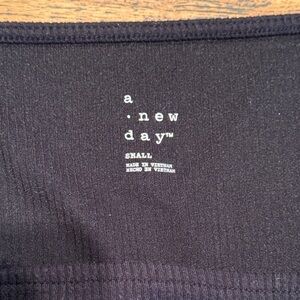 a
· new
day™
SMALL
MADE IN VIETNAM
HECHO EN VIETNAM